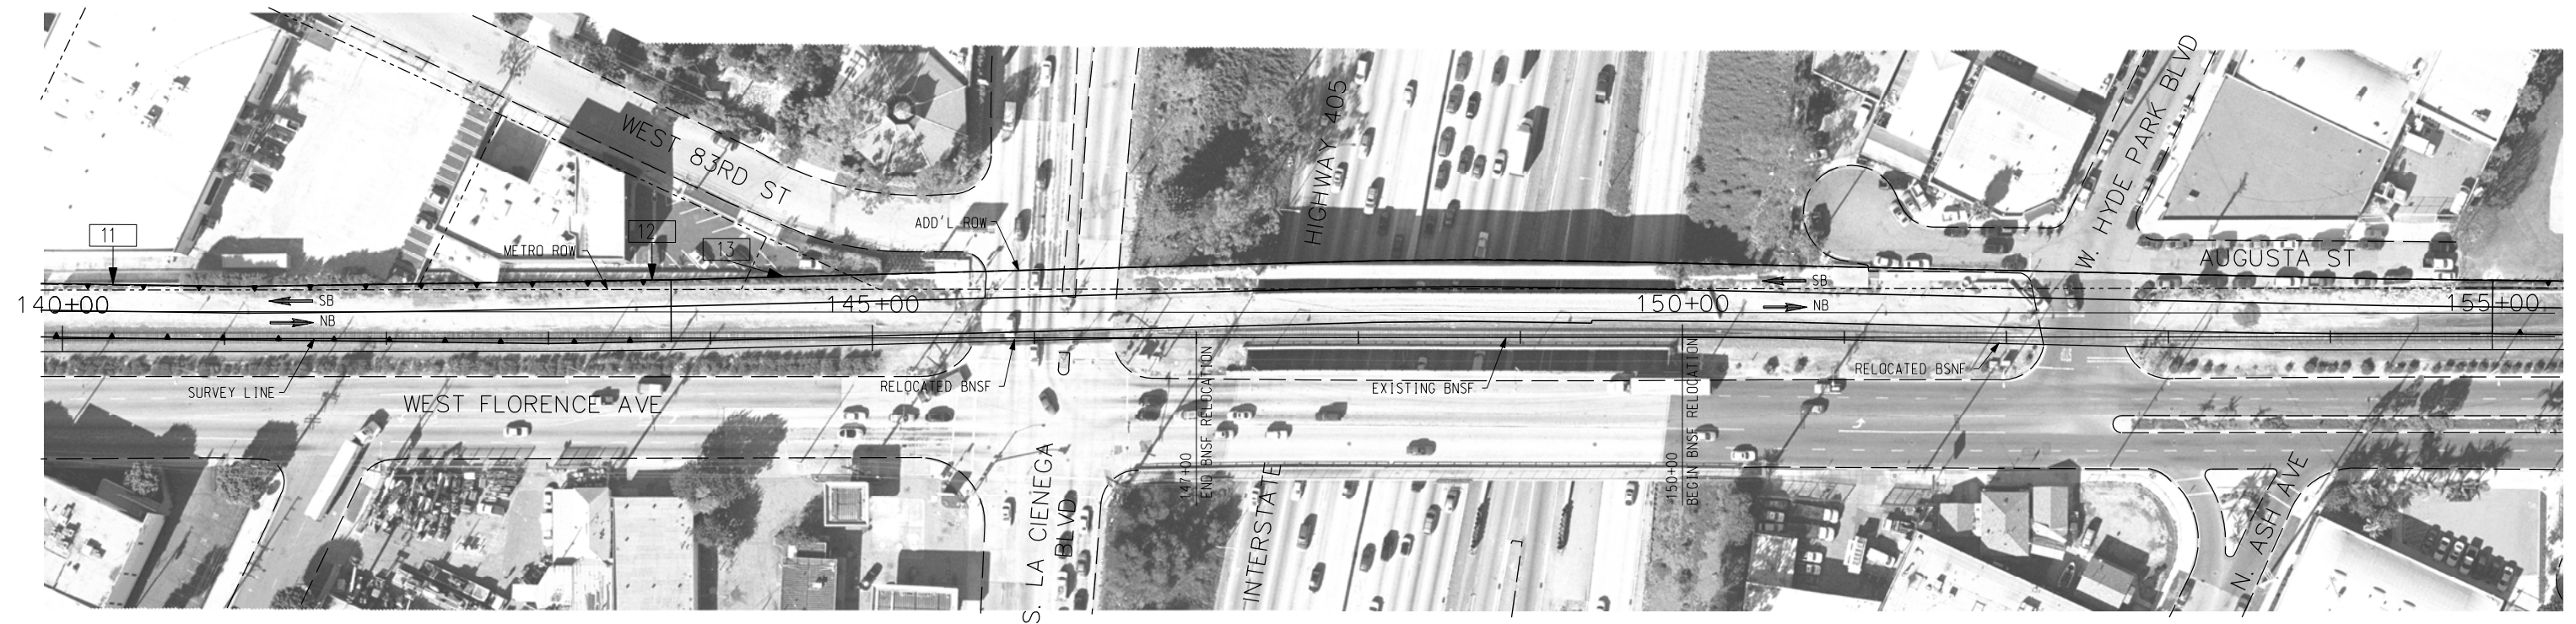 W. HYDE PARK BLVD
HIGHWAY 405
WEST 83RD ST
11
12
13
METRO ROW
ADD'L ROW
AUGUSTA ST
SB
SB
140+00
145+00
150+00
155+00
NB
NB
SURVEY LINE
RELOCATED BNSF
EXISTING BNSF
RELOCATED BSNF
WEST FLORENCE AVE
147+00
END BNSF RELOCATION
150+00
BEGIN BNSF RELOCATION
S. LA CIENEGA
BLVD
INTERSTATE
N. ASH AVE